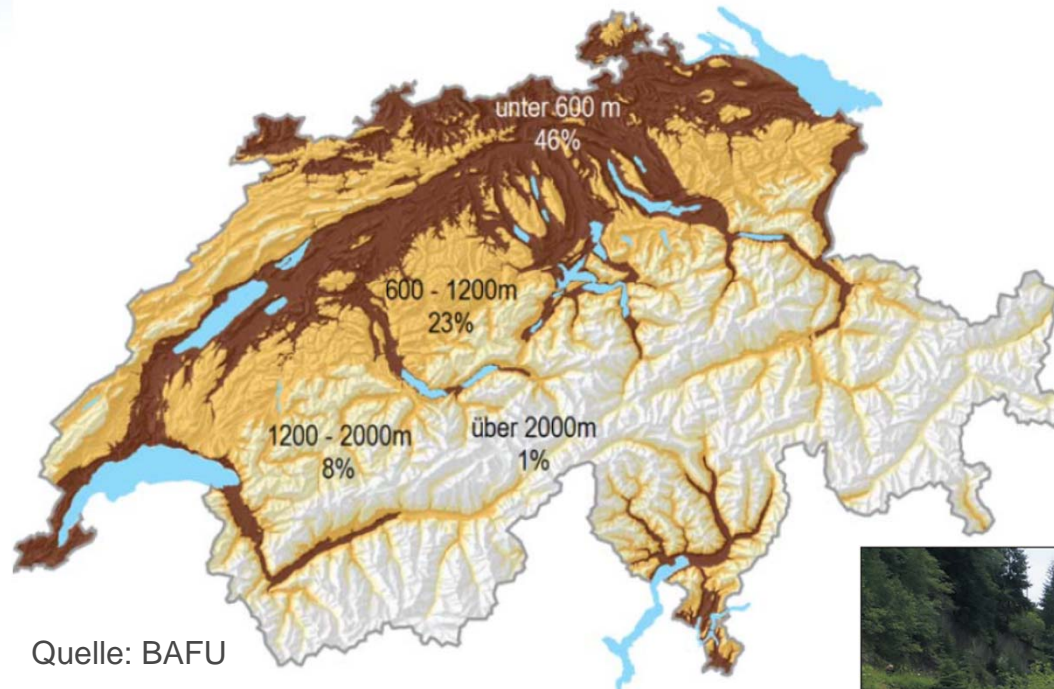 unter 600 m
46%
600 - 1200m
23%
1200 - 2000m
8%
über 2000m
1%
Quelle: BAFU